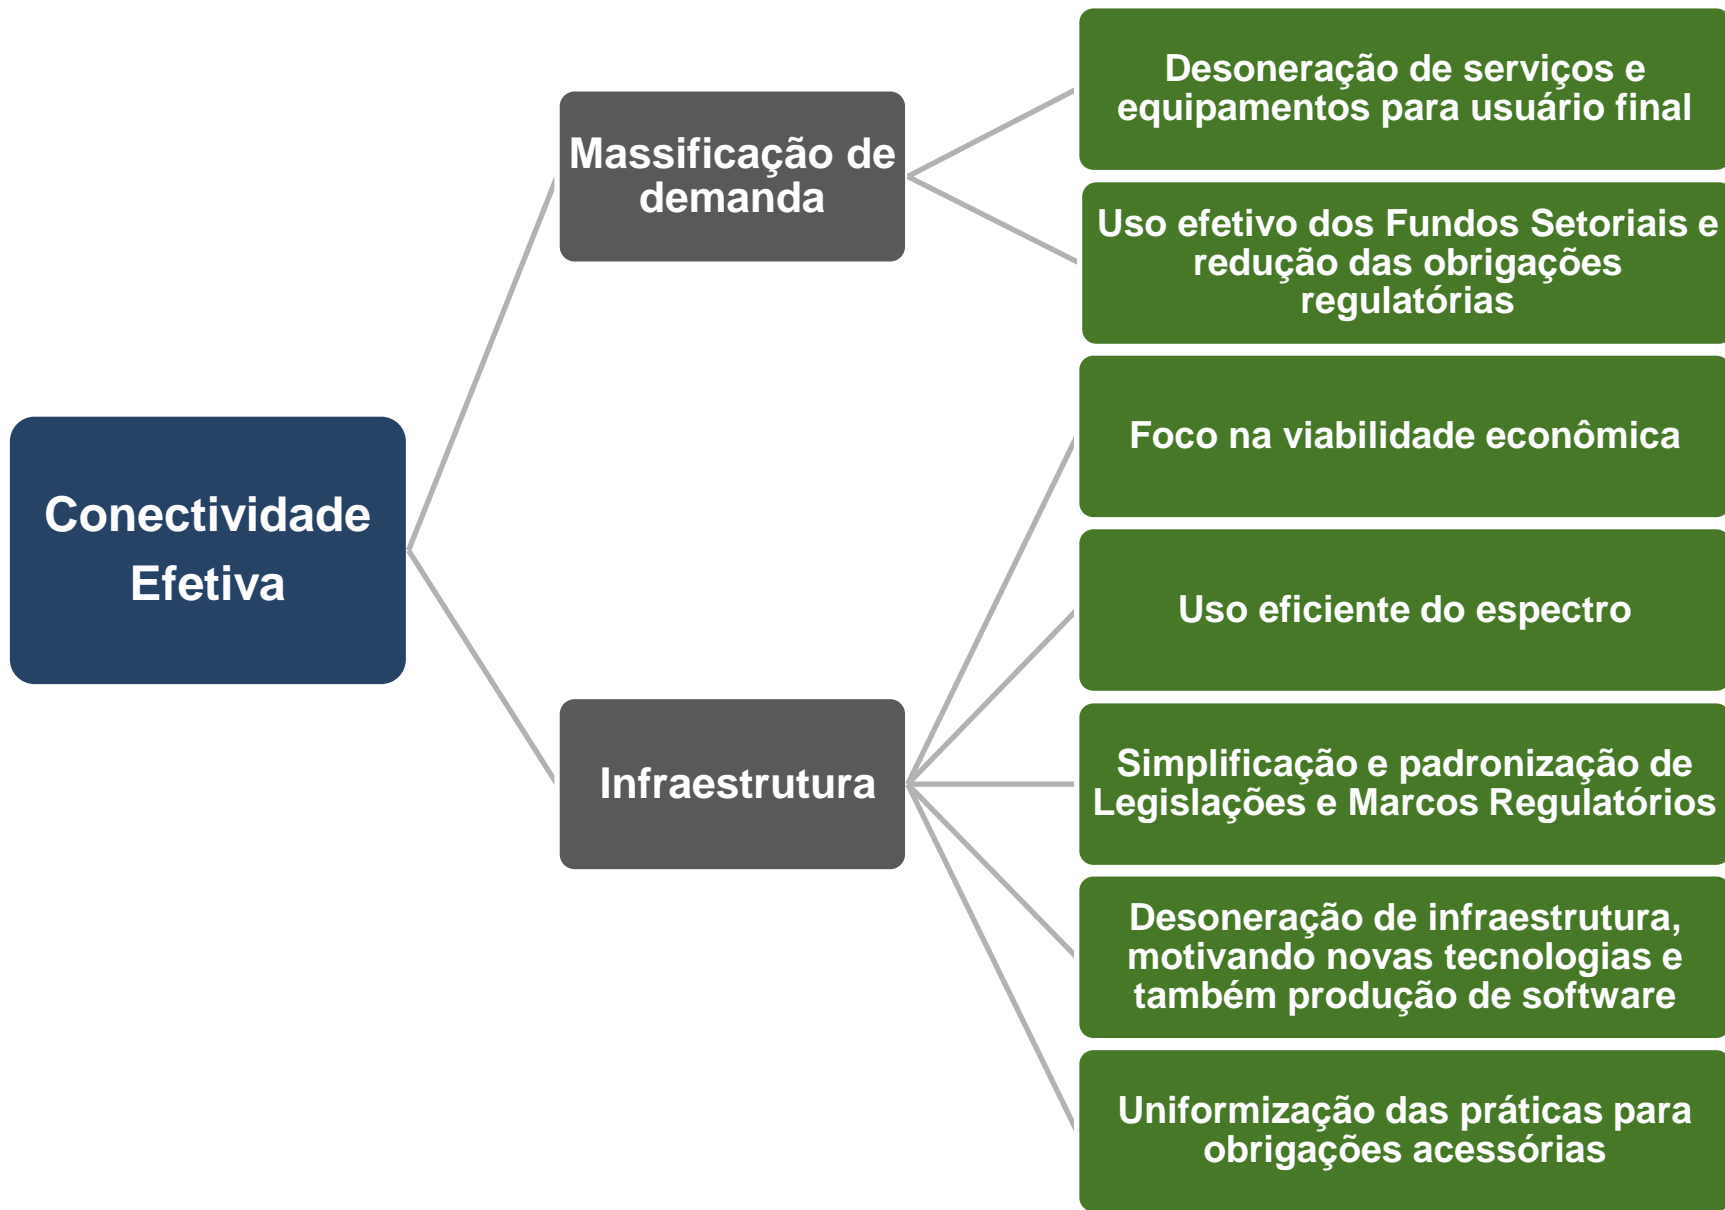 Conectividade
Efetiva
Massificação de
demanda
Desoneração de serviços e
equipamentos para usuário final
Uso efetivo dos Fundos Setoriais e
redução das obrigações
regulatórias
Infraestrutura
Foco na viabilidade econômica
Uso eficiente do espectro
Simplificação e padronização de
Legislações e Marcos Regulatórios
Desoneração de infraestrutura,
motivando novas tecnologias e
também produção de software
Uniformização das práticas para
obrigações acessórias